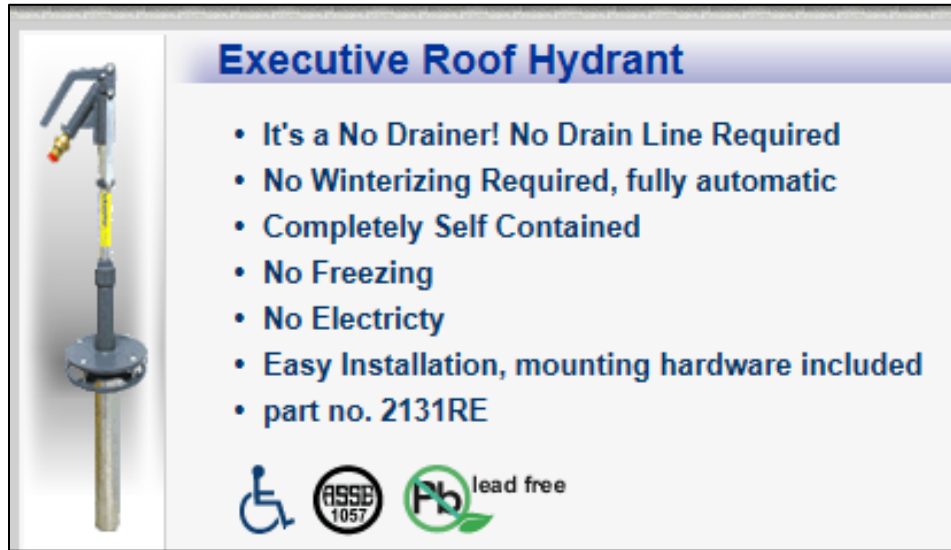 Executive Roof Hydrant
• It's a No Drainer! No Drain Line Required
• No Winterizing Required, fully automatic
• Completely Self Contained
• No Freezing
• No Electricty
• Easy Installation, mounting hardware included
• part no. 2131RE
ASSE
1057
Pb
lead free